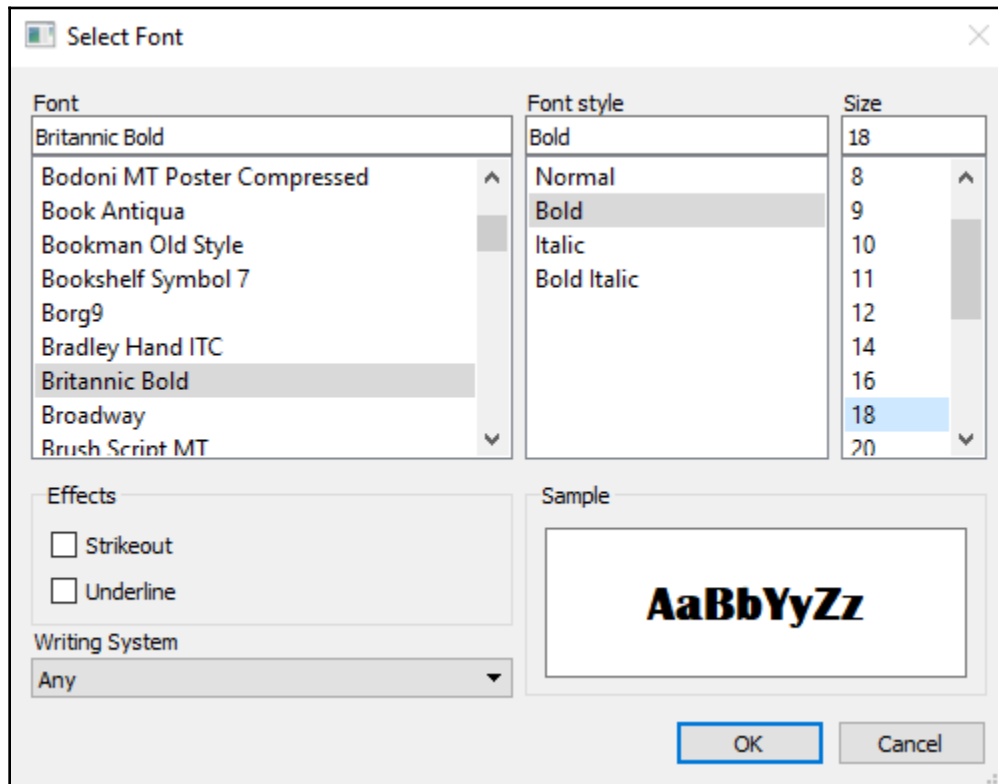 Select Font
Font
Britannic Bold
Bodoni MT Poster Compressed
Book Antiqua
Bookman Old Style
Bookshelf Symbol 7
Borg9
Bradley Hand ITC
Britannic Bold
Broadway
Brush Script MT
Font style
Bold
Normal
Bold
Italic
Bold Italic
Size
18
8
9
10
11
12
14
16
18
20
Effects
Strikeout
Underline
Writing System
Any
Sample
AaBbYyZz
OK
Cancel